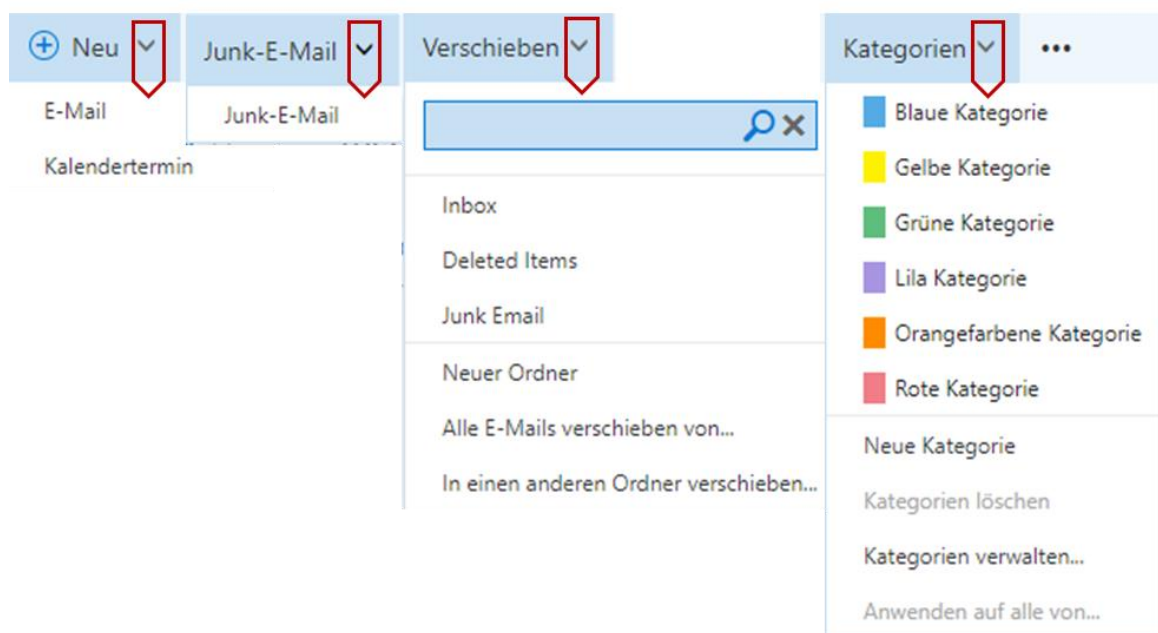 Neu
E-Mail
Kalendertermin
Junk-E-Mail
Junk-E-Mail
Verschieben
Inbox
Deleted Items
Junk Email
Neuer Ordner
Alle E-Mails verschieben von...
In einen anderen Ordner verschieben...
Kategorien •••
Blaue Kategorie
Gelbe Kategorie
Grüne Kategorie
Lila Kategorie
Orangefarbene Kategorie
Rote Kategorie
Neue Kategorie
Kategorien löschen
Kategorien verwalten...
Anwenden auf alle von...